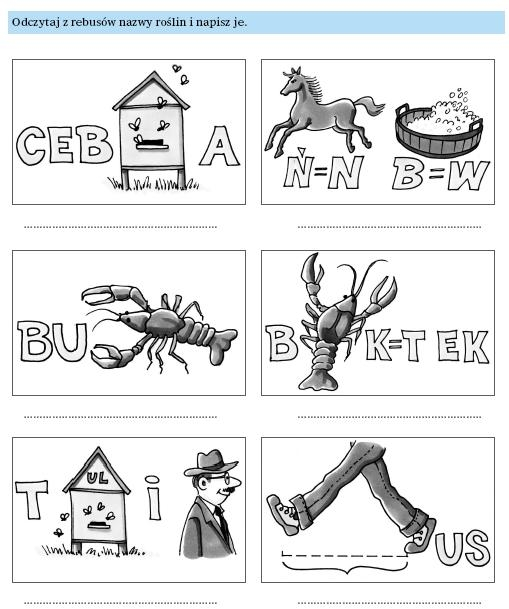 Odczytaj z rebusów nazwy roślin i napisz je.
CEB A
Ń=N B=W
BU
B K=T EK
T UL i
US